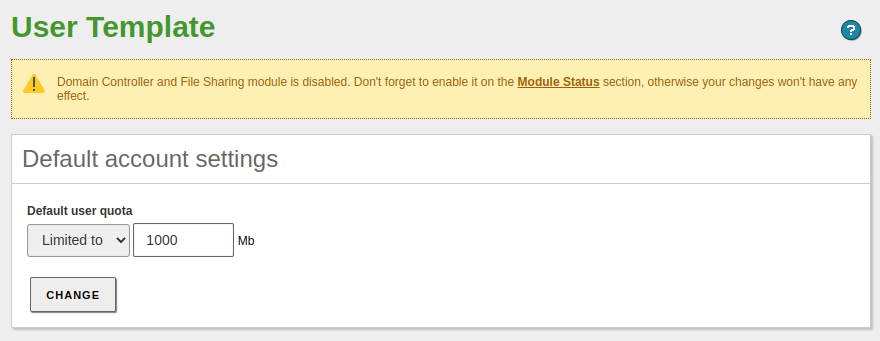 User Template
?
Domain Controller and File Sharing module is disabled. Don't forget to enable it on the Module Status section, otherwise your changes won't have any
effect.
Default account settings
Default user quota
Limited to 1000 Mb
CHANGE